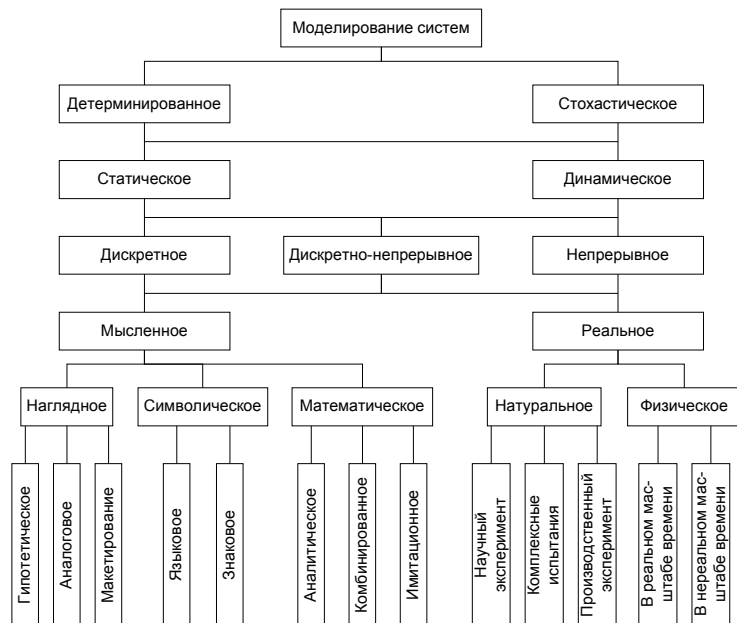 Моделирование систем
Детерминированное
Стохастическое
Статическое
Динамическое
Дискретное
Дискретно-непрерывное
Непрерывное
Мысленное
Реальное
Наглядное
Символическое
Математическое
Натуральное
Физическое
Гипотетическое
Аналоговое
Макетирование
Языковое
Знаковое
Аналитическое
Комбинированное
Имитационное
Научный
эксперимент
Комплексные
испытания
Производственный
эксперимент
В реальном мас-
штабе времени
В нереальном мас-
штабе времени